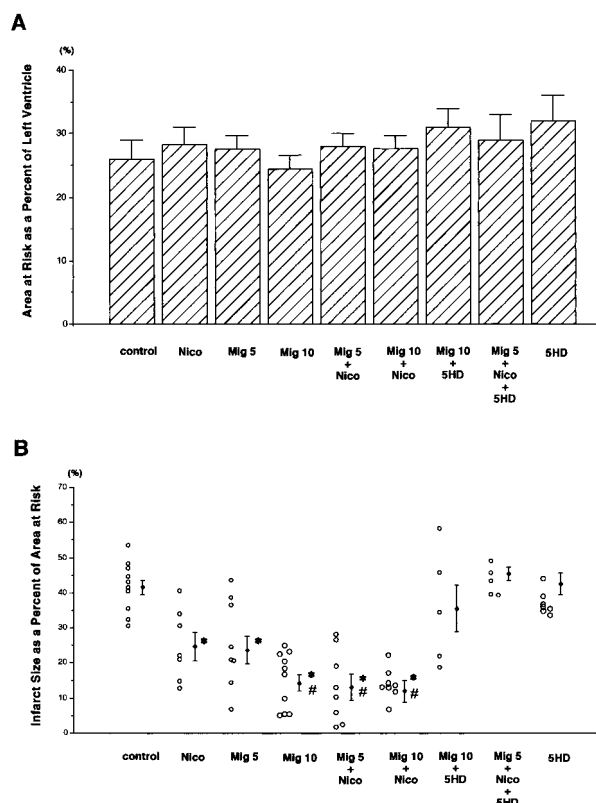 A
(%)
Area at Risk as a Percent of Left Ventricle
40
30
20
10
0
control Nico Mig 5 Mig 10 Mig 5 + Nico Mig 10 + Nico Mig 10 + 5HD Mig 5 + Nico + 5HD 5HD
B
(%)
Infarct Size as a Percent of Area at Risk
70
60
50
40
30
20
10
0
* * * # * # * #
control Nico Mig 5 Mig 10 Mig 5 + Nico Mig 10 + Nico Mig 10 + 5HD Mig 5 + Nico + 5HD 5HD